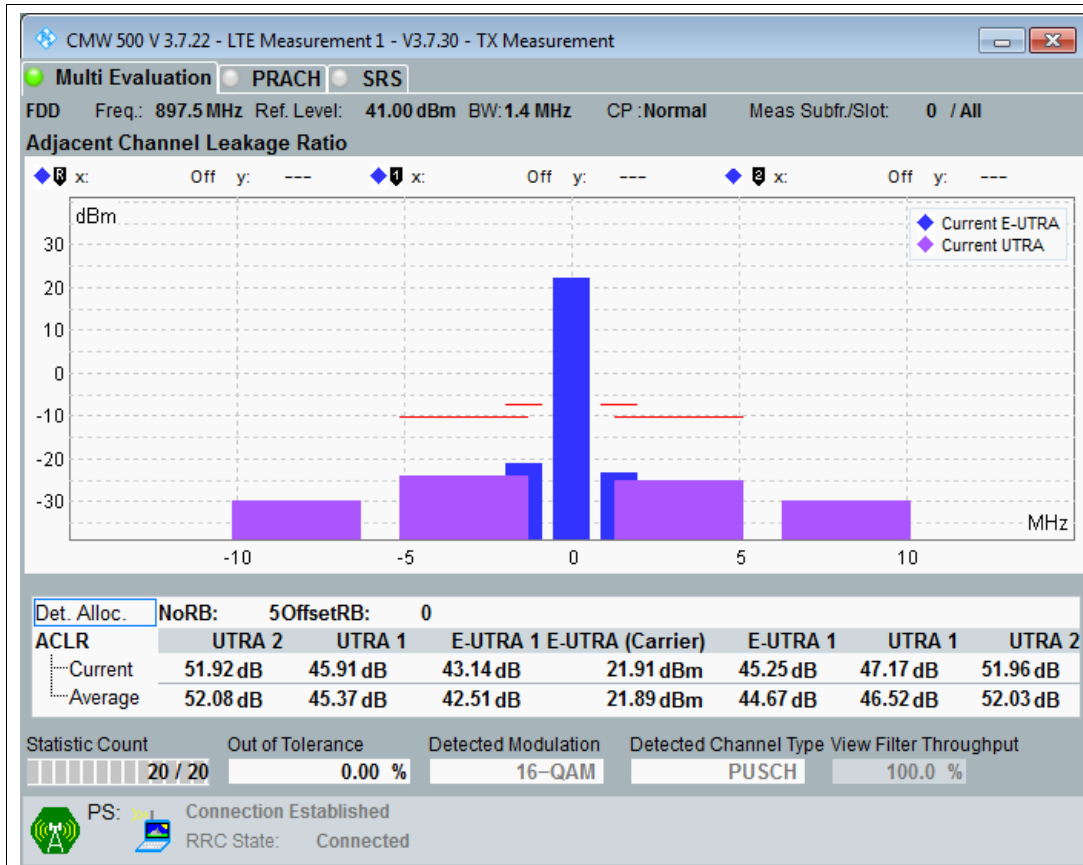 CMW 500 V 3.7.22 - LTE Measurement 1 - V3.7.30 - TX Measurement
Multi Evaluation PRACH SRS
FDD Freq.: 897.5 MHz Ref. Level: 41.00 dBm BW: 1.4 MHz CP : Normal Meas Subfr./Slot: 0 / All
Adjacent Channel Leakage Ratio
R x: Off y: --- 1 x: Off y: --- 2 x: Off y: ---
dBm
Current E-UTRA
Current UTRA
30
20
10
0
-10
-20
-30
MHz
-10 -5 0 5 10
Det. Alloc. NoRB: 5 OffsetRB: 0
ACLR UTRA 2 UTRA 1 E-UTRA 1 E-UTRA (Carrier) E-UTRA 1 UTRA 1 UTRA 2
Current 51.92 dB 45.91 dB 43.14 dB 21.91 dBm 45.25 dB 47.17 dB 51.96 dB
Average 52.08 dB 45.37 dB 42.51 dB 21.89 dBm 44.67 dB 46.52 dB 52.03 dB
Statistic Count Out of Tolerance Detected Modulation Detected Channel Type View Filter Throughput
20 / 20 0.00 % 16-QAM PUSCH 100.0 %
PS: Connection Established
RRC State: Connected